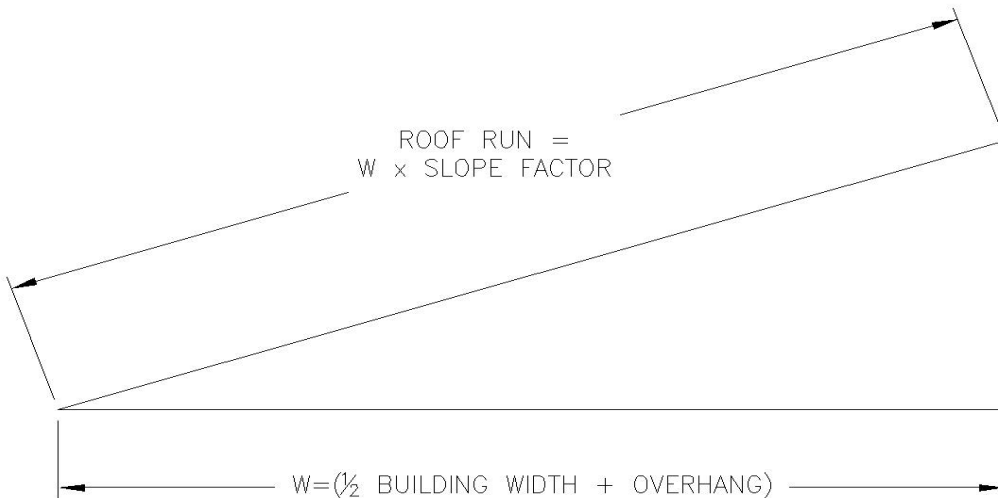 ROOF RUN =
W x SLOPE FACTOR
W=(½ BUILDING WIDTH + OVERHANG)